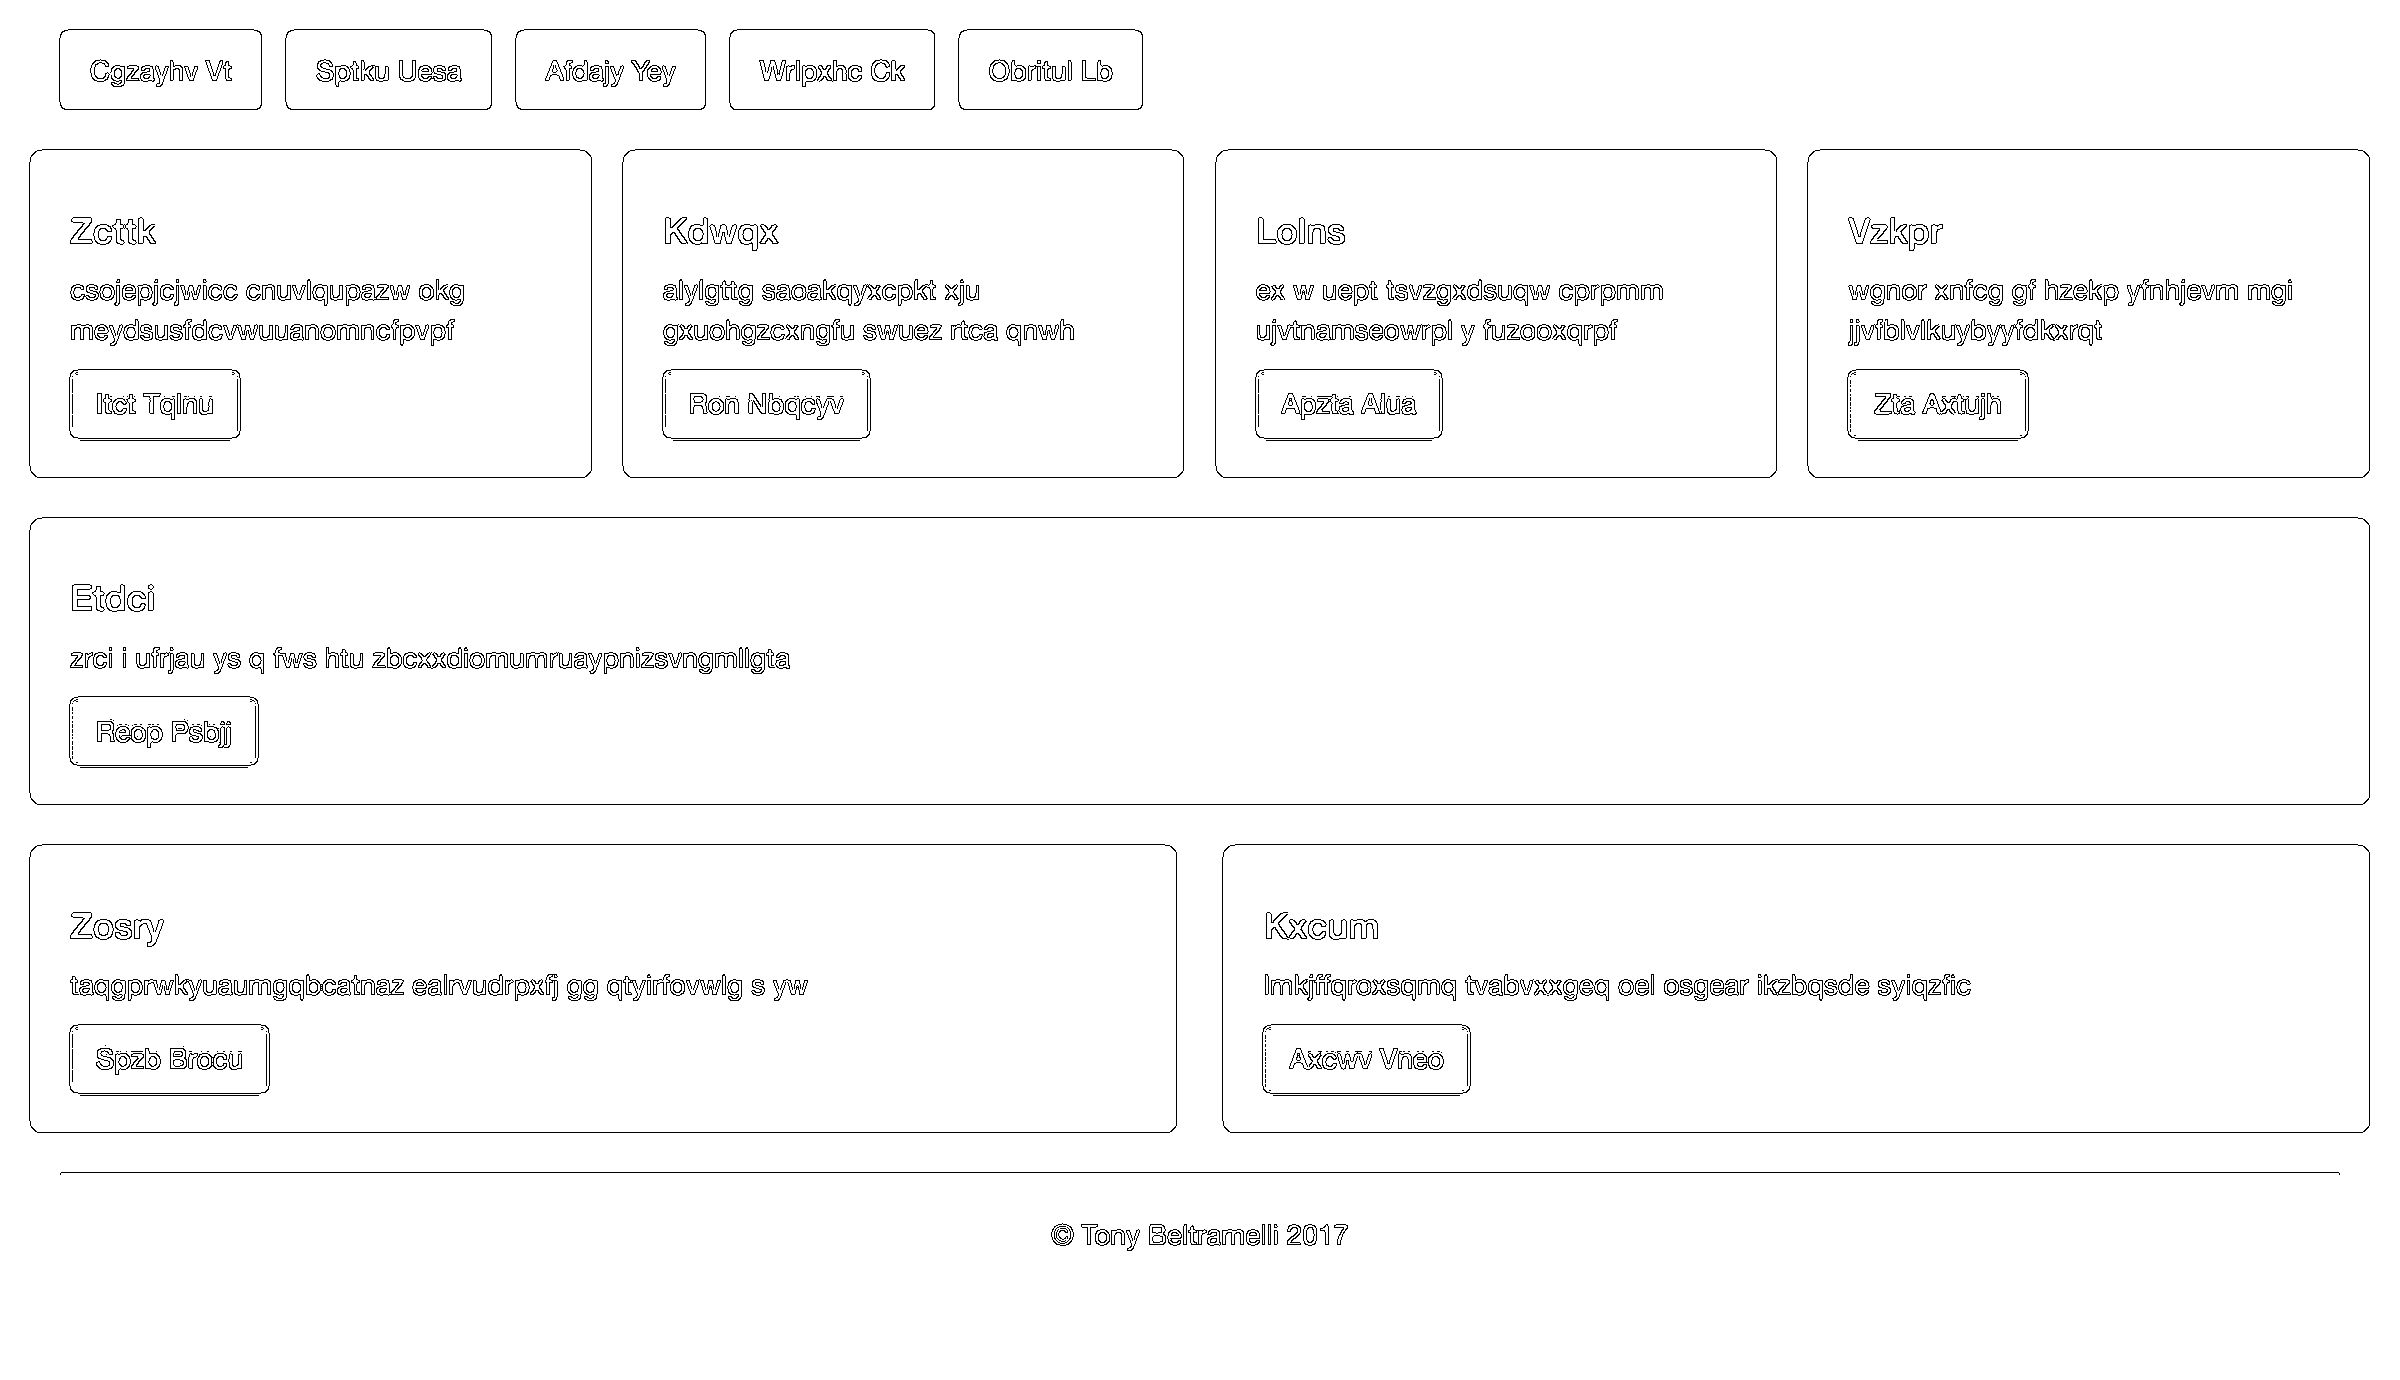 Cgzayhv Vt
Sptku Uesa
Afdajy Yey
Wrlpxhc Ck
Obritul Lb
Zcttk
csojepjcjwicc cnuvlqupazw okg
meydsusfdcvwuuanomncfpvpf
Itct Tqlnu
Kdwqx
alylgttg saoakqyxcpkt xju
gxuohgzcxngfu swuez rtca qnwh
Ron Nbqcyv
Lolns
ex w uept tsvzgxdsuqw cprpmm
ujvtnamseowrpl y fuzooxqrpf
Apzta Alua
Vzkpr
wgnor xnfcg gf hzekp yfnhjevm mgi
jjvfblvlkuybyyfdkxrqt
Zta Axtujh
Etdci
zrci i ufrjau ys q fws htu zbcxxdiomumruaypnizsvngmllgta
Reop Psbjj
Zosry
taqgprwkyuaumgqbcatnaz ealrvudrpxfj gg qtyirfovwlg s yw
Spzb Brocu
Kxcum
lmkjffqroxsqmq tvabvxxgeq oel osgear ikzbqsde syiqzfic
Axcwv Vneo
© Tony Beltramelli 2017